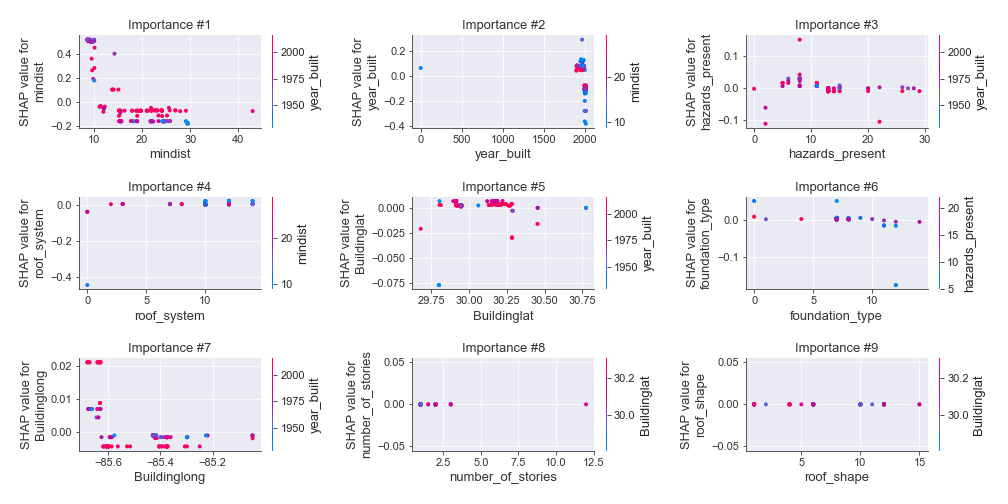 Importance #1
SHAP value for
mindist
0.4
0.2
0.0
−0.2
10
20
30
40
mindist
2000
1975
1950
year_built
Importance #2
SHAP value for
year_built
0.2
0.0
−0.2
−0.4
0
500
1000
1500
2000
year_built
20
10
mindist
Importance #3
SHAP value for
hazards_present
0.1
0.0
−0.1
0
10
20
30
hazards_present
2000
1975
1950
year_built
Importance #4
SHAP value for
roof_system
0.0
−0.2
−0.4
0
5
10
roof_system
20
10
mindist
Importance #5
SHAP value for
Buildinglat
0.000
−0.025
−0.050
−0.075
29.75
30.00
30.25
30.50
30.75
Buildinglat
2000
1975
1950
year_built
Importance #6
SHAP value for
foundation_type
0.0
−0.1
0
5
10
foundation_type
20
15
10
5
hazards_present
Importance #7
SHAP value for
Buildinglong
0.02
0.01
0.00
−85.6
−85.4
−85.2
Buildinglong
2000
1975
1950
year_built
Importance #8
SHAP value for
number_of_stories
0.05
0.00
−0.05
2.5
5.0
7.5
10.0
12.5
number_of_stories
30.2
30.0
Buildinglat
Importance #9
SHAP value for
roof_shape
0.05
0.00
−0.05
5
10
15
roof_shape
30.2
30.0
Buildinglat